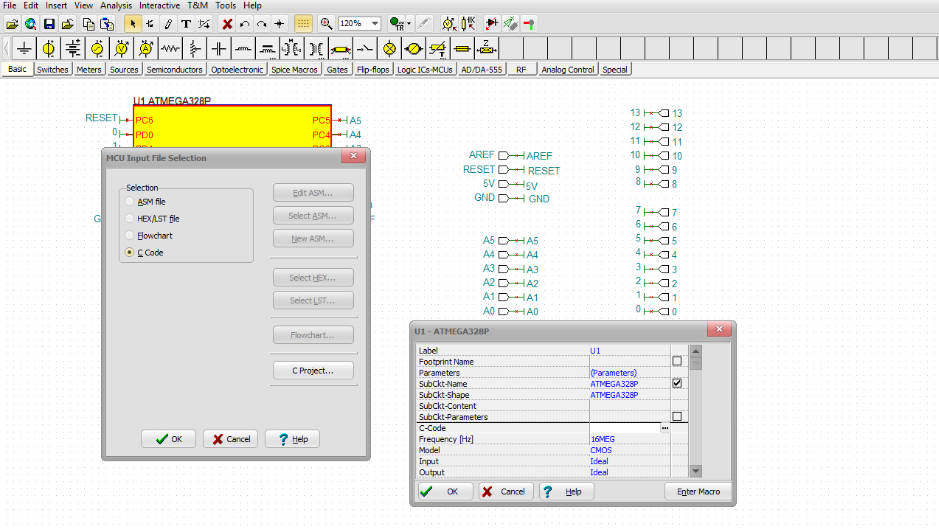 File Edit Insert View Analysis Interactive T&M Tools Help
120%
TR
Basic Switches Meters Sources Semiconductors Optoelectronic Spice Macros Gates Flip-flops Logic ICs-MCUs AD/DA-555 RF Analog Control Special
U1 ATMEGA328P
RESET PC6 PC5 A5
0 PD0 PC4 A4
MCU Input File Selection
Selection
ASM file
HEX/LST file
Flowchart
C Code
Edit ASM...
Select ASM...
New ASM...
Select HEX...
Select LST...
Flowchart...
C Project...
OK Cancel Help
AREF AREF
RESET RESET
5V 5V
GND GND
A5 A5
A4 A4
A3 A3
A2 A2
A1 A1
A0 A0
13 13
12 12
11 11
10 10
9 9
8 8
7 7
6 6
5 5
4 4
3 3
2 2
1 1
0 0
U1 - ATMEGA328P
Label U1
Footprint Name
Parameters (Parameters)
SubCkt-Name ATMEGA328P
SubCkt-Shape ATMEGA328P
SubCkt-Content
SubCkt-Parameters
C-Code ...
Frequency [Hz] 16MEG
Model CMOS
Input Ideal
Output Ideal
OK Cancel Help Enter Macro